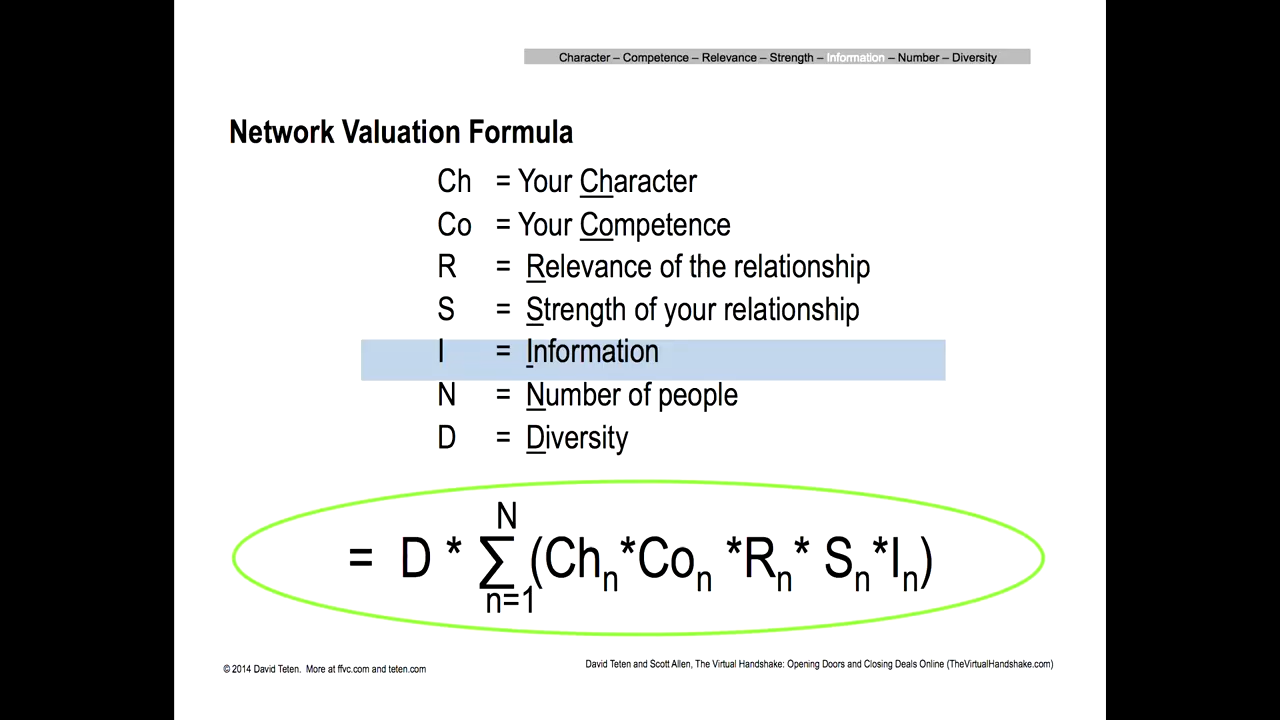 Character – Competence – Relevance – Strength – Information – Number – Diversity
Network Valuation Formula
Ch = Your Character
Co = Your Competence
R = Relevance of the relationship
S = Strength of your relationship
I = Information
N = Number of people
D = Diversity
N
= D * ∑ (Chn*Con *Rn* Sn*In)
n=1
© 2014 David Teten. More at ffvc.com and teten.com
David Teten and Scott Allen, The Virtual Handshake: Opening Doors and Closing Deals Online (TheVirtualHandshake.com)